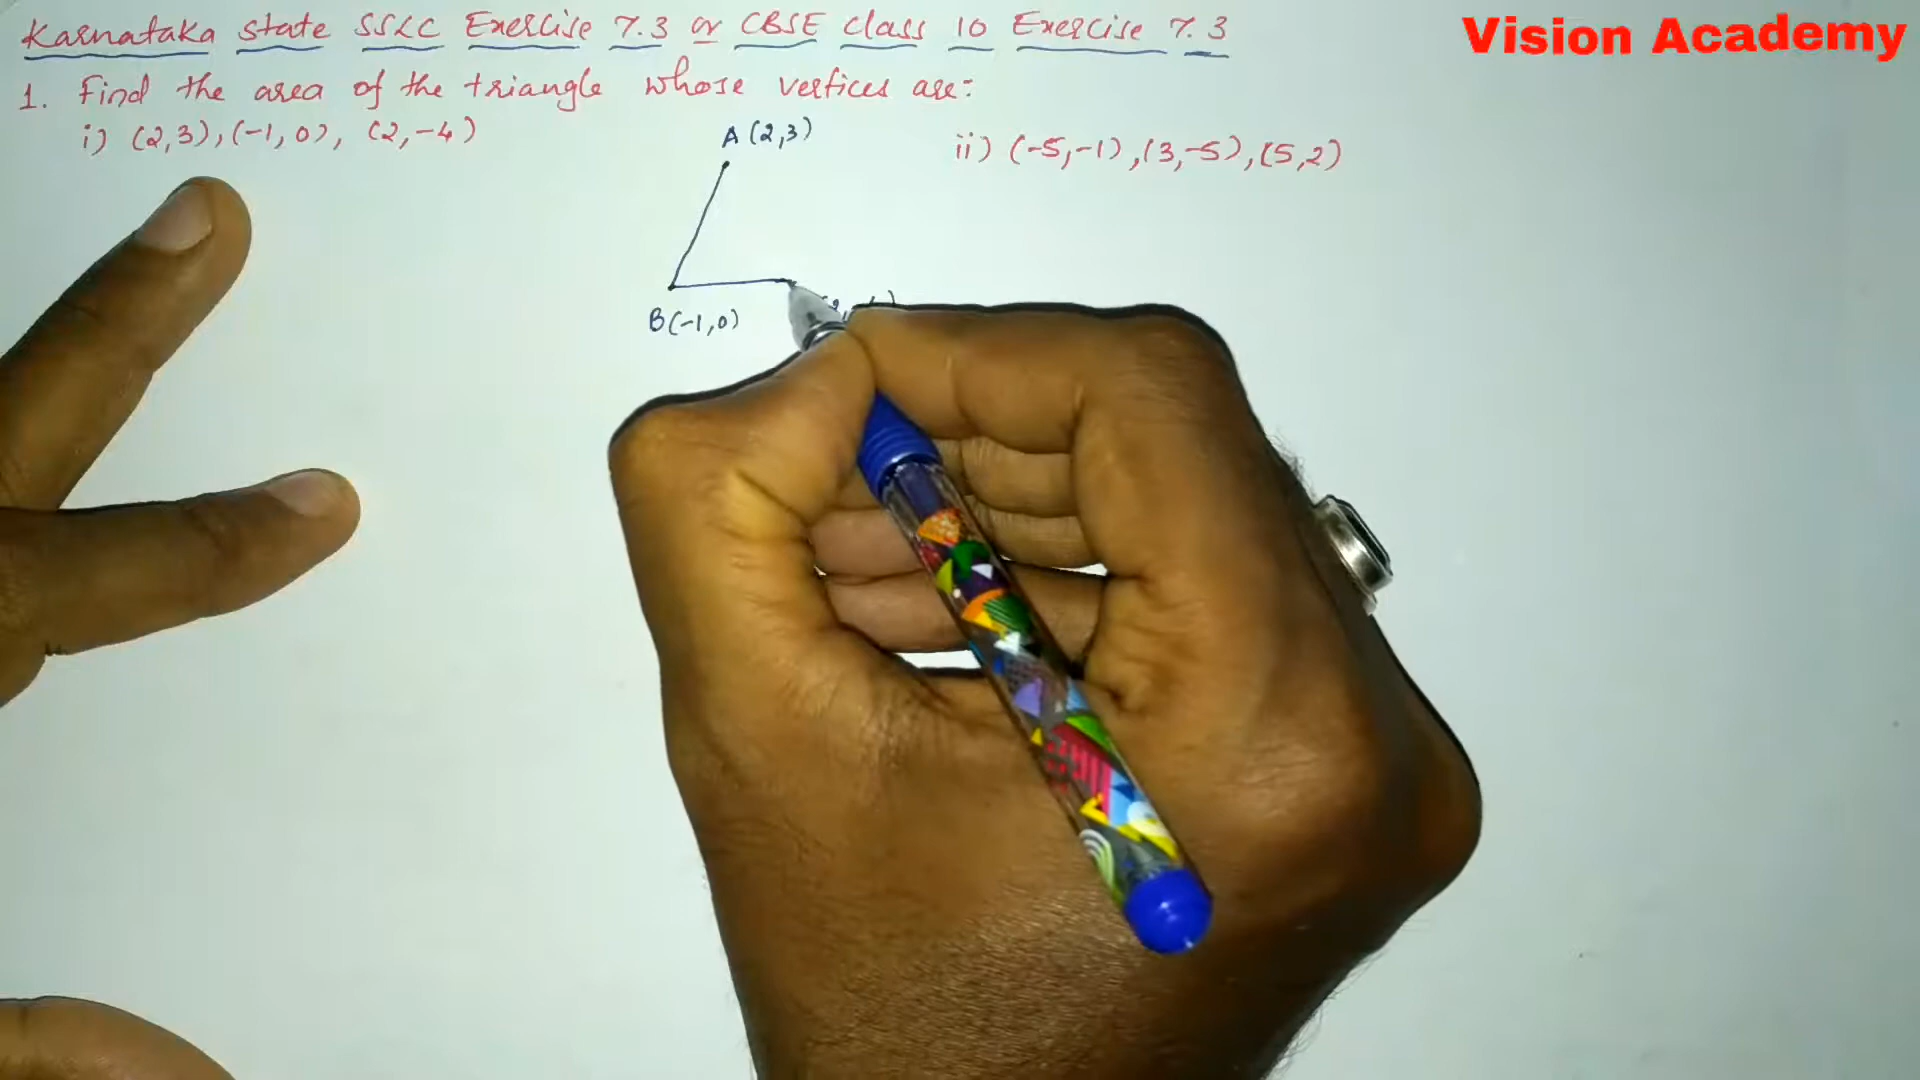 Karnataka state SSLC Exercise 7.3 or CBSE class 10 Exercise 7.3
Vision Academy
1. Find the area of the triangle whose vertices are:
i) (2,3), (-1,0), (2,-4)
A (2,3)
ii) (-5,-1), (3,-5), (5,2)
B(-1,0)